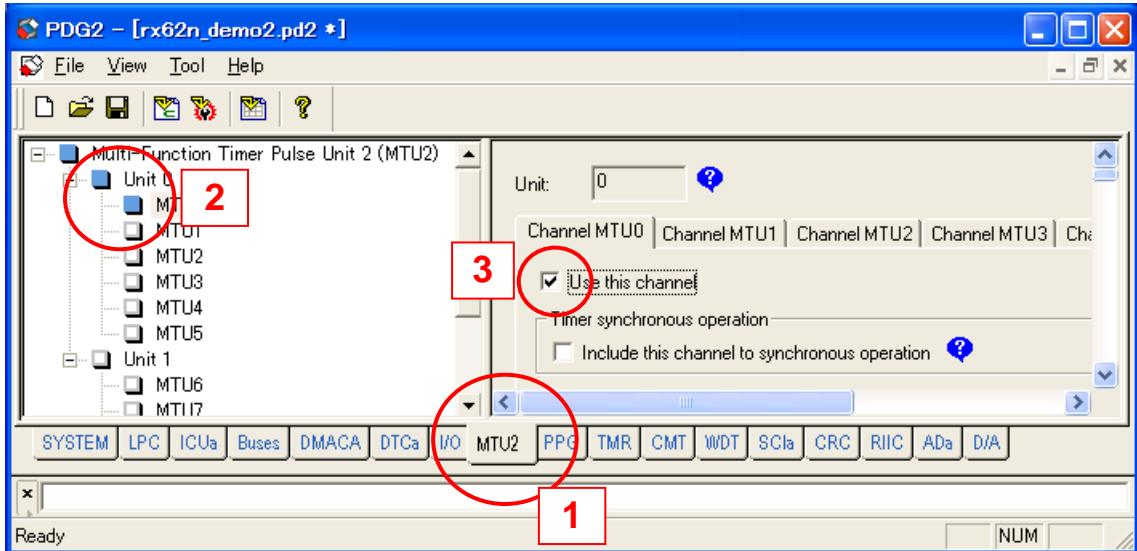 PDG2 – [rx62n_demo2.pd2 *]
File View Tool Help
Multi-Function Timer Pulse Unit 2 (MTU2)
Unit
2
MTU1
MTU2
MTU3
MTU4
MTU5
Unit 1
MTU6
MTU7
Unit: 0
Channel MTU0 Channel MTU1 Channel MTU2 Channel MTU3
3
Use this channel
Timer synchronous operation
Include this channel to synchronous operation
SYSTEM LPC ICUa Buses DMACA DTCa I/O MTU2 PPG TMR CMT WDT SCIa CRC RIIC ADa D/A
1
Ready NUM